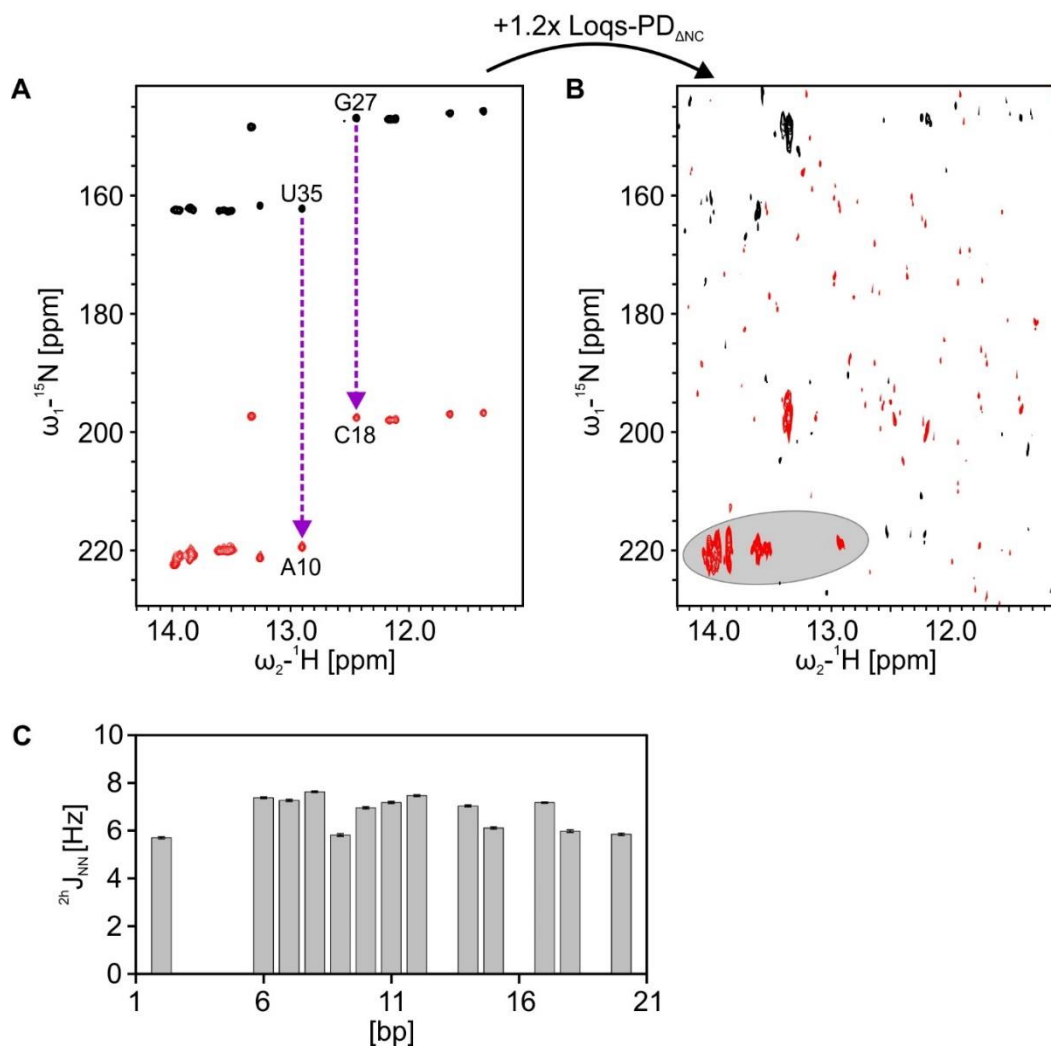 +1.2x Loqs-PDΔNC
A
B
G27
U35
C18
A10
160
180
200
220
ω1-15N [ppm]
14.0 13.0 12.0
ω2-1H [ppm]
160
180
200
220
ω1-15N [ppm]
14.0 13.0 12.0
ω2-1H [ppm]
C
10
8
6
4
2
0
2hJNN [Hz]
1 6 11 16 21
[bp]